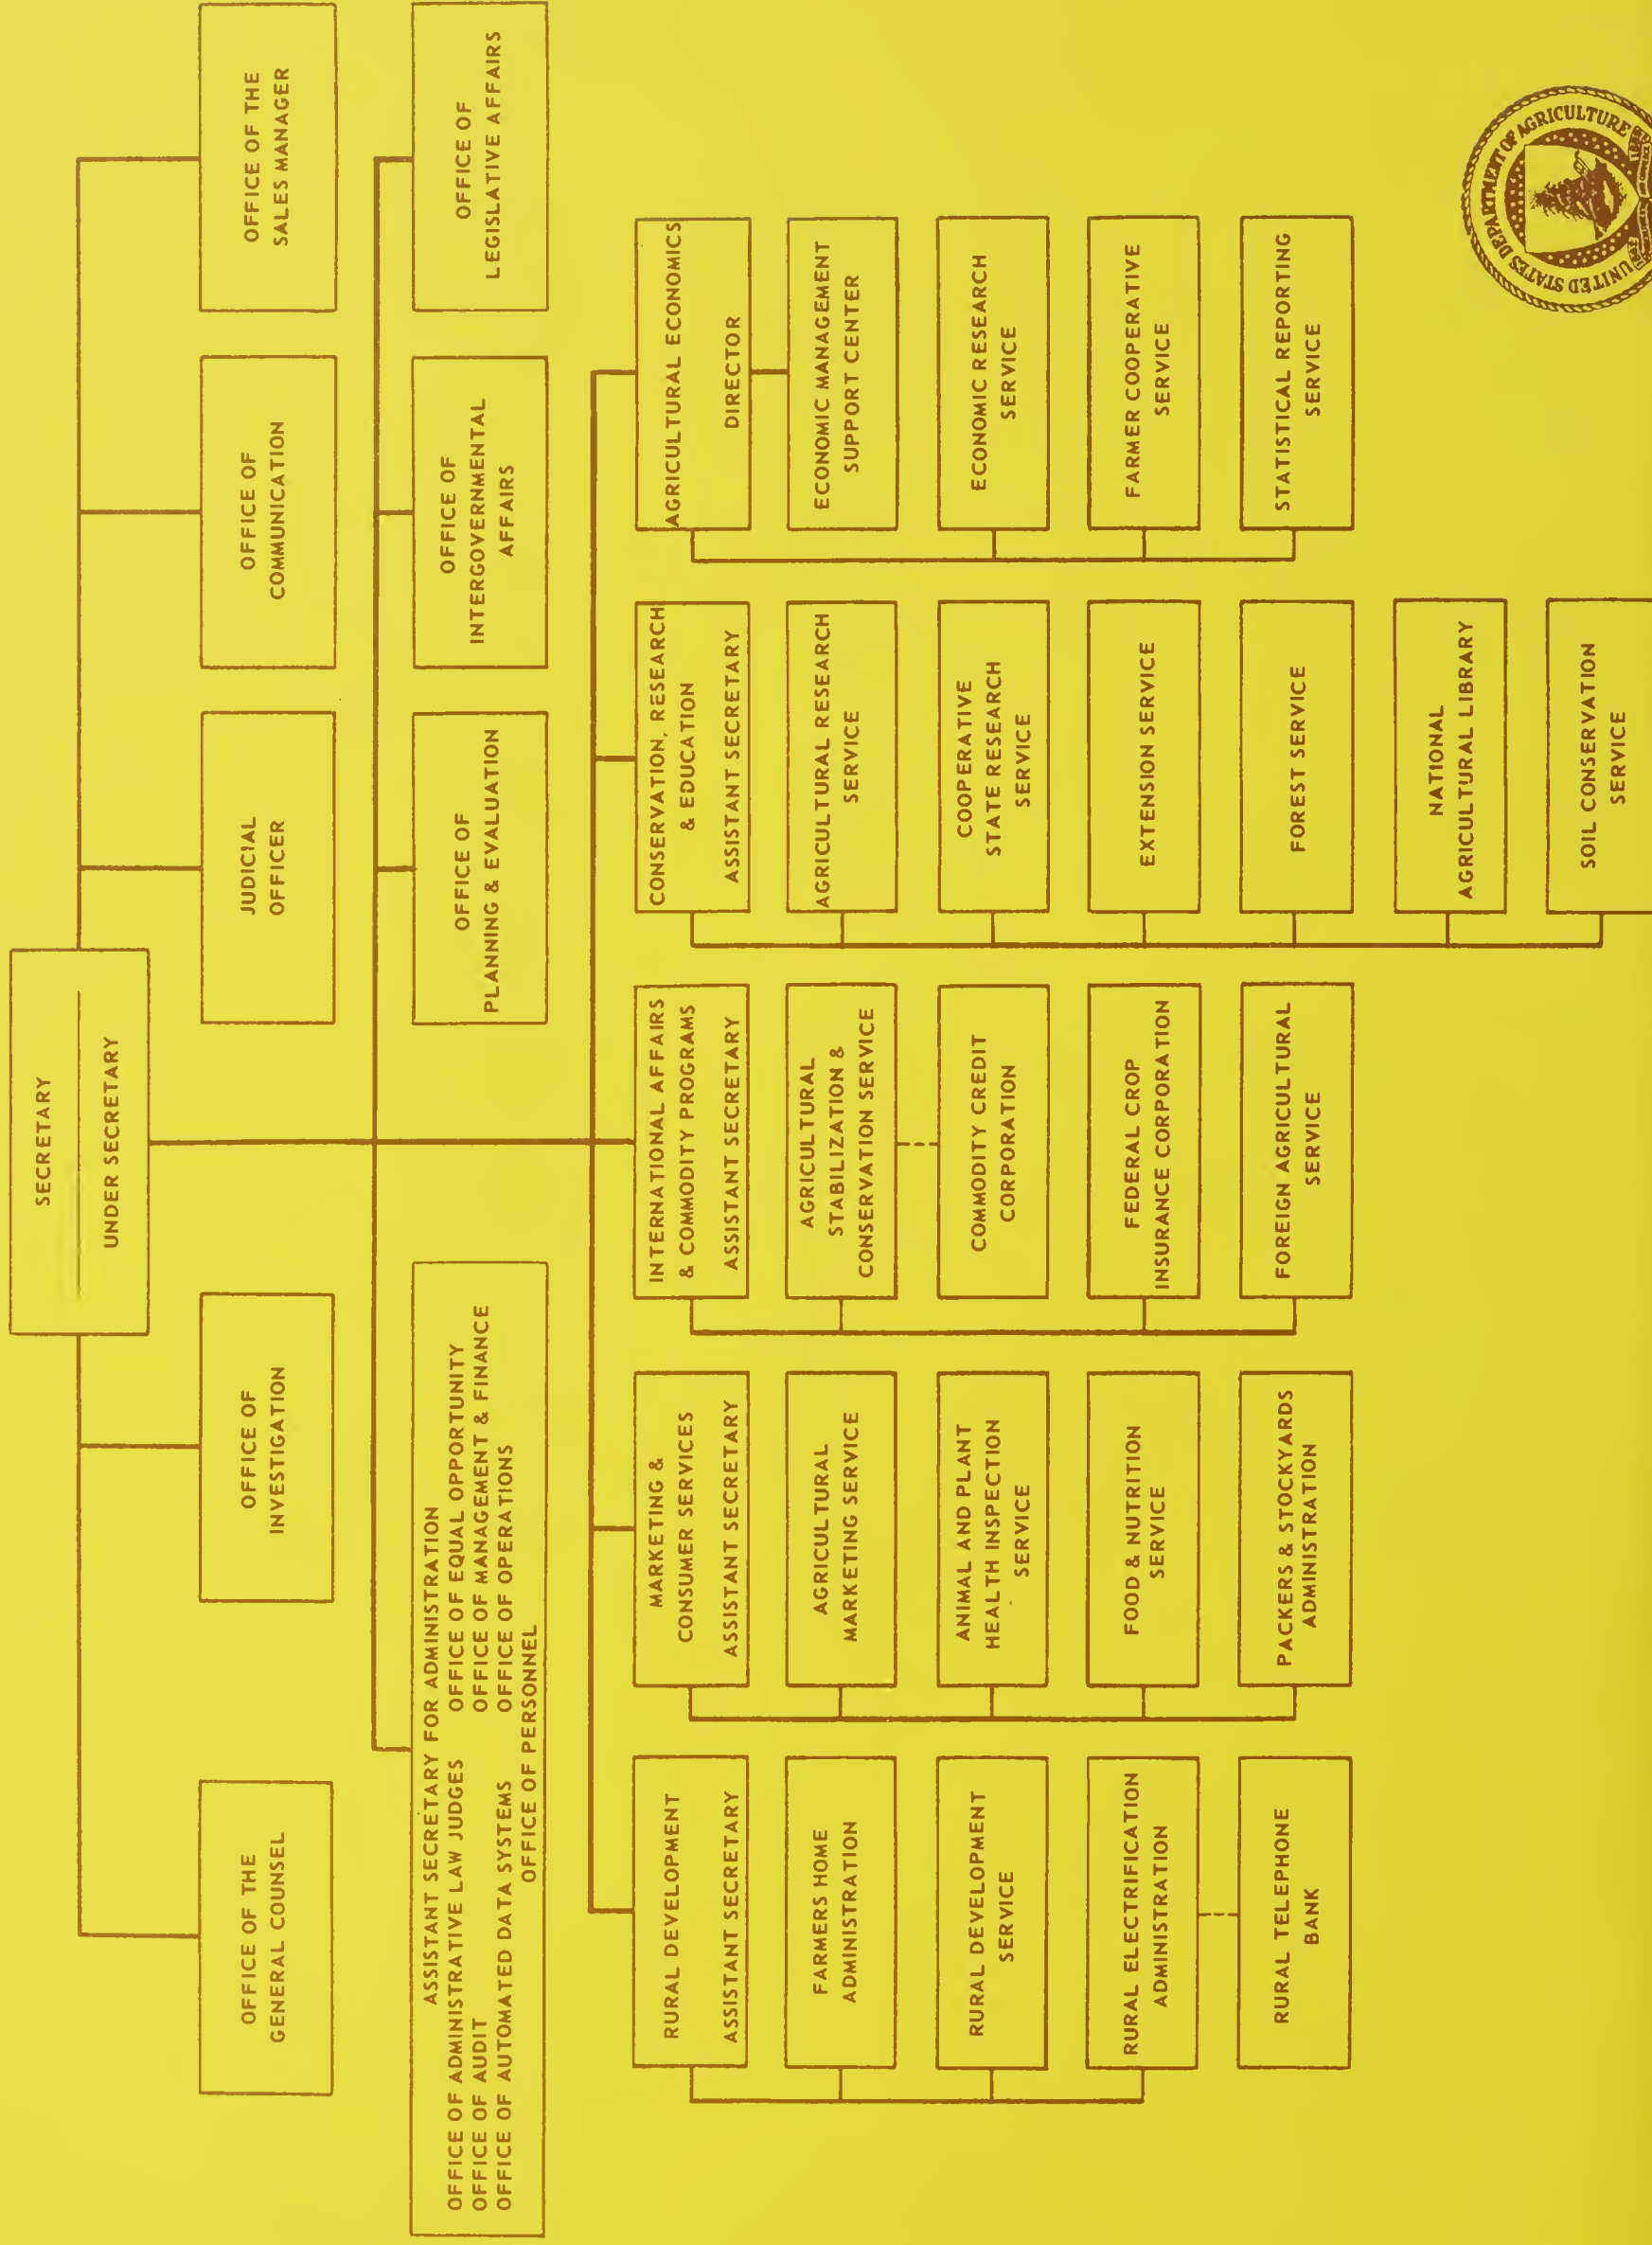 SECRETARY
UNDER SECRETARY
OFFICE OF THE
GENERAL COUNSEL
OFFICE OF
INVESTIGATION
JUDICIAL
OFFICER
OFFICE OF
COMMUNICATION
OFFICE OF THE
SALES MANAGER
ASSISTANT SECRETARY FOR ADMINISTRATION
OFFICE OF ADMINISTRATIVE LAW JUDGES
OFFICE OF AUDIT
OFFICE OF AUTOMATED DATA SYSTEMS
OFFICE OF EQUAL OPPORTUNITY
OFFICE OF MANAGEMENT & FINANCE
OFFICE OF OPERATIONS
OFFICE OF PERSONNEL
OFFICE OF
PLANNING & EVALUATION
OFFICE OF
INTERGOVERNMENTAL
AFFAIRS
OFFICE OF
LEGISLATIVE AFFAIRS
RURAL DEVELOPMENT
ASSISTANT SECRETARY
FARMERS HOME
ADMINISTRATION
RURAL DEVELOPMENT
SERVICE
RURAL ELECTRIFICATION
ADMINISTRATION
RURAL TELEPHONE
BANK
MARKETING &
CONSUMER SERVICES
ASSISTANT SECRETARY
AGRICULTURAL
MARKETING SERVICE
ANIMAL AND PLANT
HEALTH INSPECTION
SERVICE
FOOD & NUTRITION
SERVICE
PACKERS & STOCKYARDS
ADMINISTRATION
INTERNATIONAL AFFAIRS
& COMMODITY PROGRAMS
ASSISTANT SECRETARY
AGRICULTURAL
STABILIZATION &
CONSERVATION SERVICE
COMMODITY CREDIT
CORPORATION
FEDERAL CROP
INSURANCE CORPORATION
FOREIGN AGRICULTURAL
SERVICE
CONSERVATION, RESEARCH
& EDUCATION
ASSISTANT SECRETARY
AGRICULTURAL RESEARCH
SERVICE
COOPERATIVE
STATE RESEARCH
SERVICE
EXTENSION SERVICE
FOREST SERVICE
NATIONAL
AGRICULTURAL LIBRARY
SOIL CONSERVATION
SERVICE
AGRICULTURAL ECONOMICS
DIRECTOR
ECONOMIC MANAGEMENT
SUPPORT CENTER
ECONOMIC RESEARCH
SERVICE
FARMER COOPERATIVE
SERVICE
STATISTICAL REPORTING
SERVICE
UNITED STATES DEPARTMENT OF AGRICULTURE